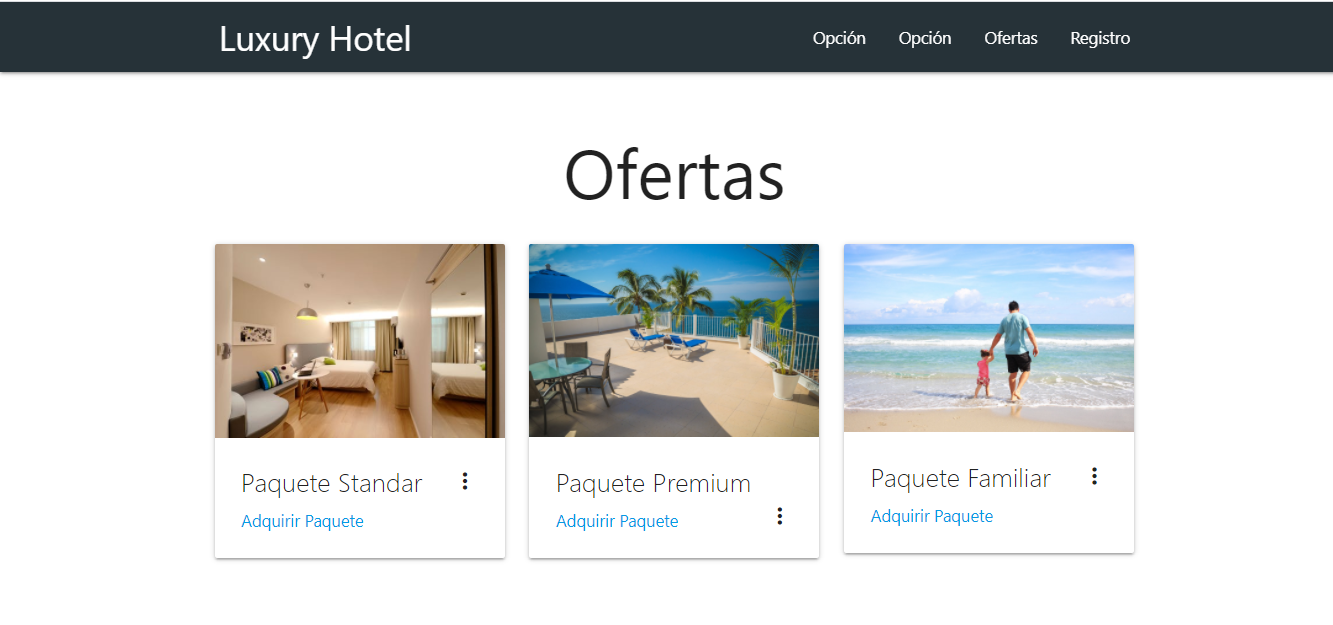 Luxury Hotel
Opción Opción Ofertas Registro
Ofertas
Paquete Standar
Adquirir Paquete
Paquete Premium
Adquirir Paquete
Paquete Familiar
Adquirir Paquete